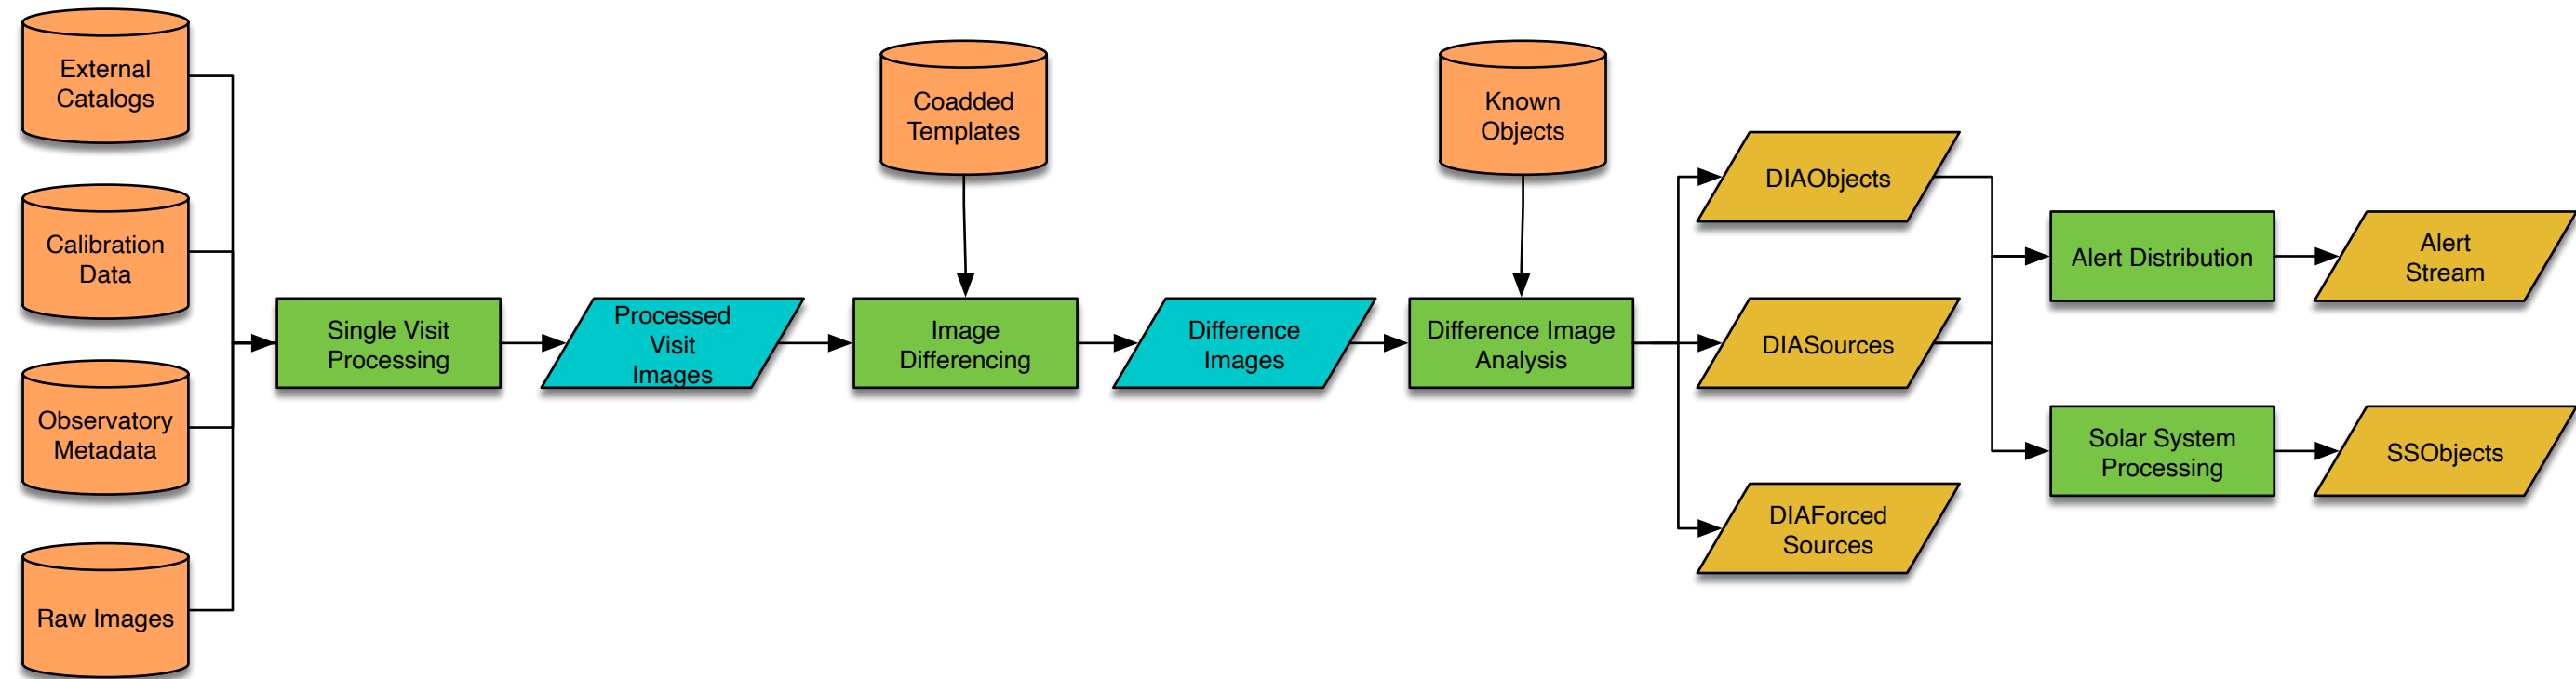 External
Catalogs
Calibration
Data
Observatory
Metadata
Raw Images
Single Visit
Processing
Processed
Visit
Images
Coadded
Templates
Image
Differencing
Difference
Images
Known
Objects
Difference Image
Analysis
DIAObjects
DIASources
DIAForced
Sources
Alert Distribution
Alert
Stream
Solar System
Processing
SSObjects